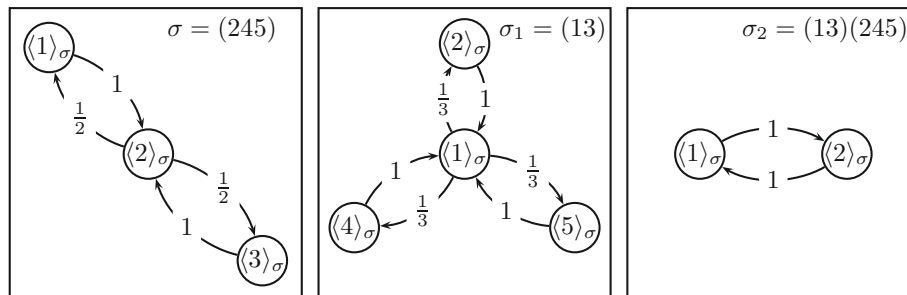 σ = (245)
⟨1⟩σ
1
1/2
⟨2⟩σ
1/2
1
⟨3⟩σ
σ₁ = (13)
⟨2⟩σ
1/3
1
⟨1⟩σ
1
1/3
1/3
1
⟨4⟩σ
⟨5⟩σ
σ₂ = (13)(245)
1
⟨1⟩σ
⟨2⟩σ
1